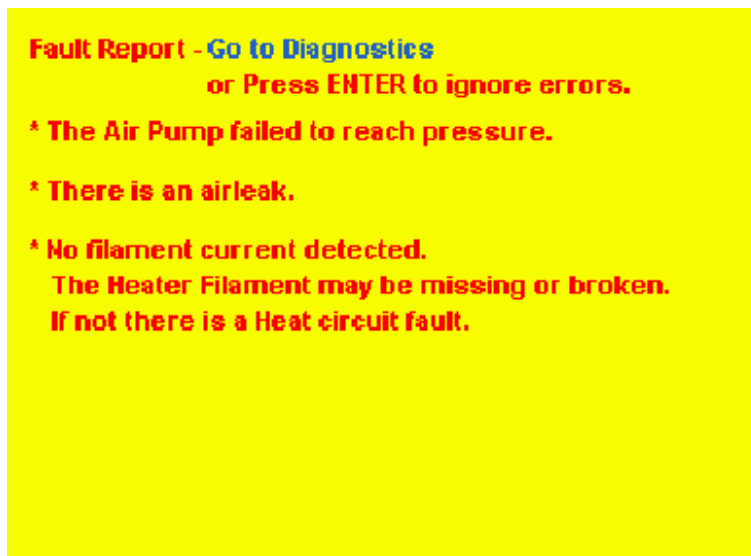 Fault Report - Go to Diagnostics
or Press ENTER to ignore errors.
* The Air Pump failed to reach pressure.
* There is an airleak.
* No filament current detected.
The Heater Filament may be missing or broken.
If not there is a Heat circuit fault.